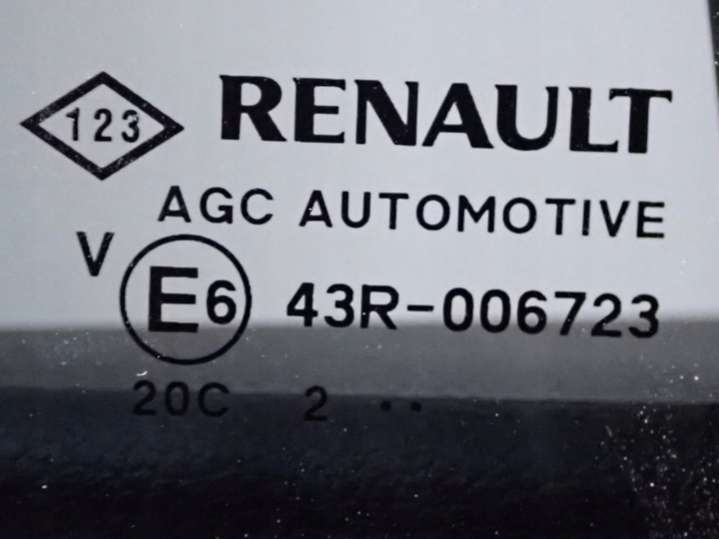 123 RENAULT
AGC AUTOMOTIVE
V E6 43R-006723
20C 2 ..